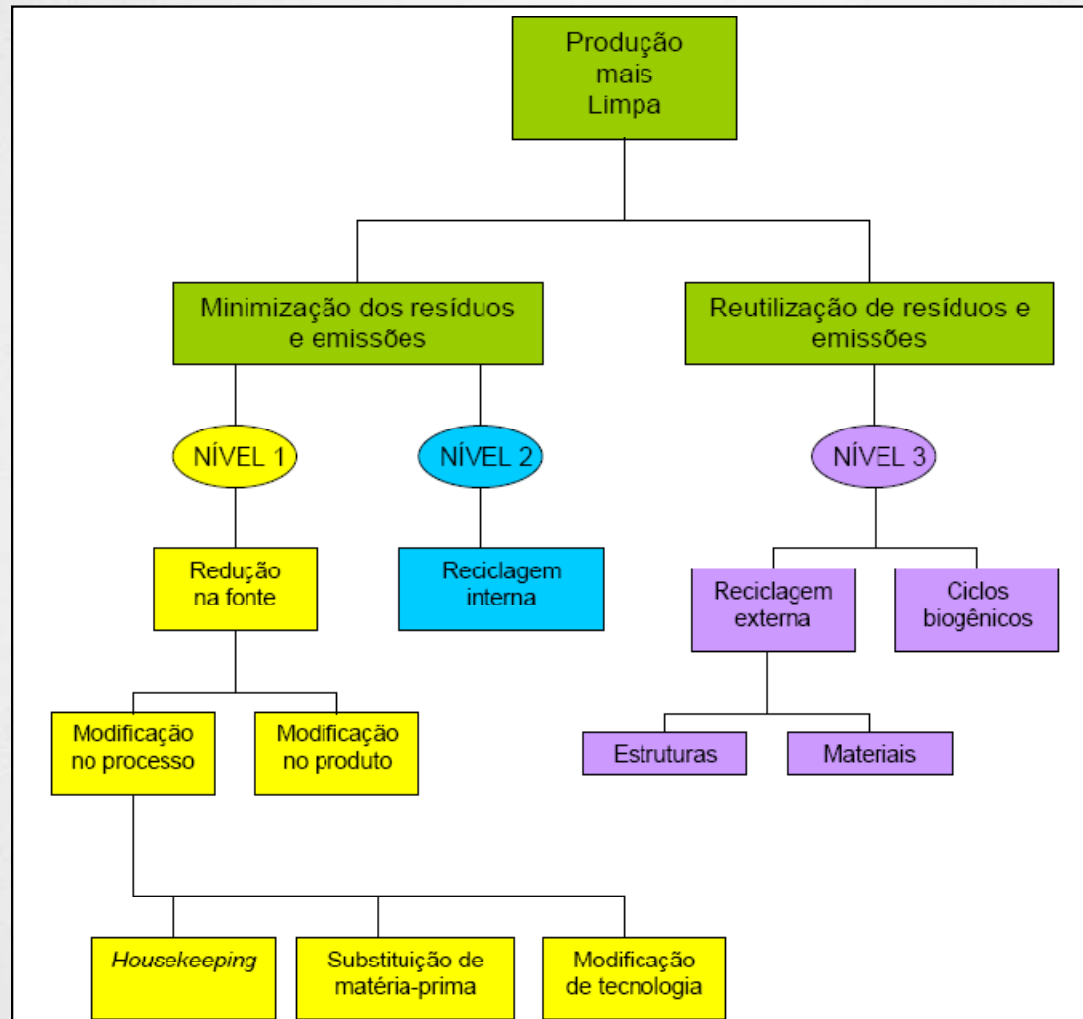 Produção
mais
Limpa
Minimização dos resíduos
e emissões
Reutilização de resíduos e
emissões
NÍVEL 1
NÍVEL 2
NÍVEL 3
Redução
na fonte
Reciclagem
interna
Reciclagem
externa
Ciclos
biogênicos
Modificação
no processo
Modificação
no produto
Estruturas
Materiais
Housekeeping
Substituição de
matéria-prima
Modificação
de tecnologia